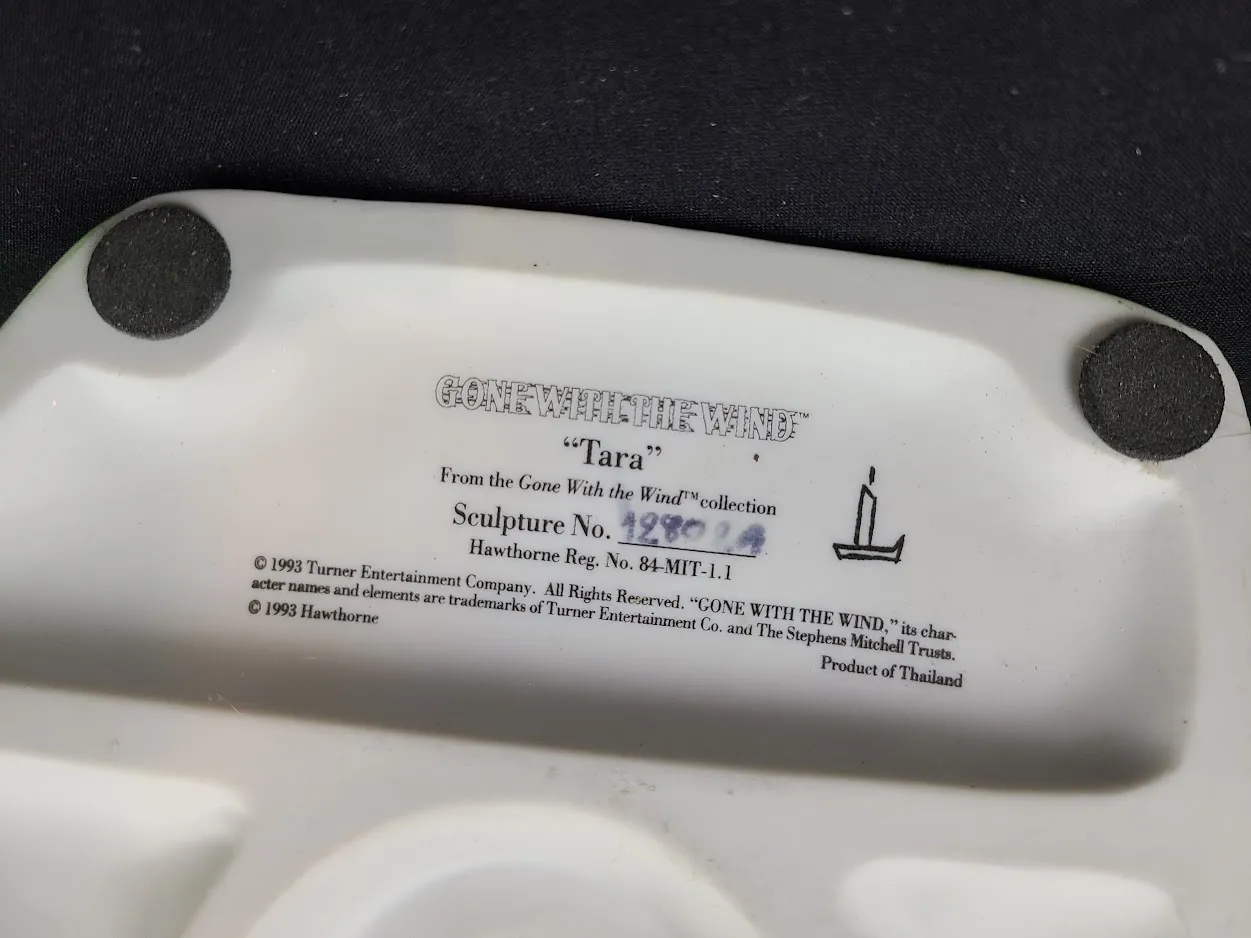 GONE WITH THE WIND™
“Tara”
From the Gone With the Wind™ collection
Sculpture No.
Hawthorne Reg. No. 84-MIT-1.1
© 1993 Turner Entertainment Company. All Rights Reserved. “GONE WITH THE WIND,” its char-
acter names and elements are trademarks of Turner Entertainment Co. and The Stephens Mitchell Trusts.
© 1993 Hawthorne
Product of Thailand